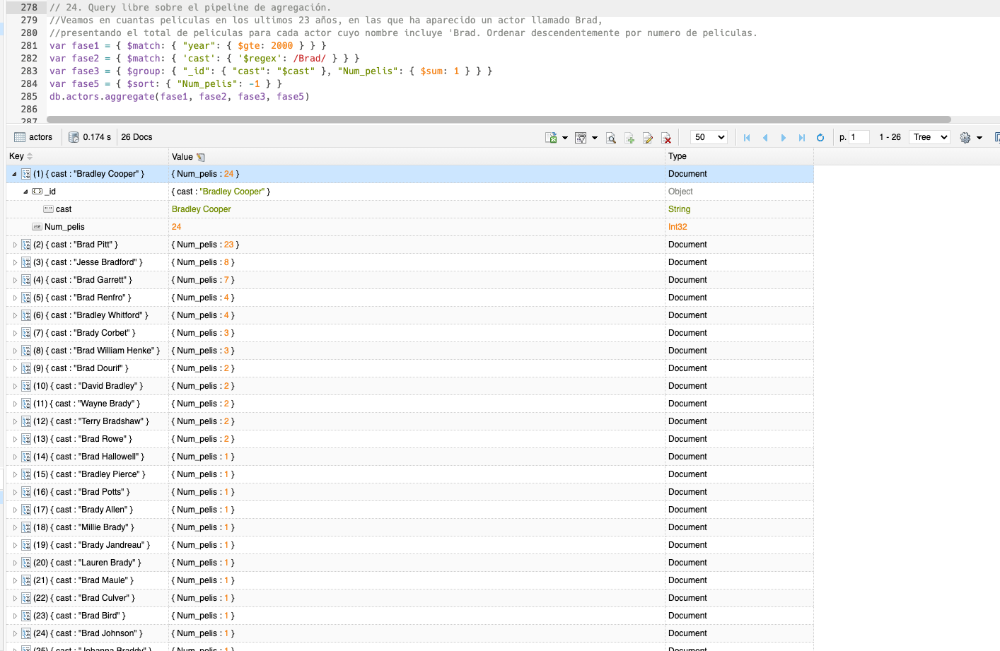 278 // 24. Query libre sobre el pipeline de agregación.
279 //Veamos en cuantas peliculas en los ultimos 23 años, en las que ha aparecido un actor llamado Brad,
280 //presentando el total de peliculas para cada actor cuyo nombre incluye 'Brad. Ordenar descendentemente por numero de peliculas.
281 var fase1 = { $match: { "year": { $gte: 2000 } } }
282 var fase2 = { $match: { 'cast': { '$regex': /Brad/ } } }
283 var fase3 = { $group: { "_id": { "cast": "$cast" }, "Num_pelis": { $sum: 1 } } }
284 var fase5 = { $sort: { "Num_pelis": -1 } }
285 db.actors.aggregate(fase1, fase2, fase3, fase5)
286
287
actors 0.174 s 26 Docs 50 p. 1 1 - 26 Tree
Key Value Type
(1) { cast : "Bradley Cooper" } { Num_pelis : 24 } Document
_id { cast : "Bradley Cooper" } Object
cast Bradley Cooper String
Num_pelis 24 Int32
(2) { cast : "Brad Pitt" } { Num_pelis : 23 } Document
(3) { cast : "Jesse Bradford" } { Num_pelis : 8 } Document
(4) { cast : "Brad Garrett" } { Num_pelis : 7 } Document
(5) { cast : "Brad Renfro" } { Num_pelis : 4 } Document
(6) { cast : "Bradley Whitford" } { Num_pelis : 4 } Document
(7) { cast : "Brady Corbet" } { Num_pelis : 3 } Document
(8) { cast : "Brad William Henke" } { Num_pelis : 3 } Document
(9) { cast : "Brad Dourif" } { Num_pelis : 2 } Document
(10) { cast : "David Bradley" } { Num_pelis : 2 } Document
(11) { cast : "Wayne Brady" } { Num_pelis : 2 } Document
(12) { cast : "Terry Bradshaw" } { Num_pelis : 2 } Document
(13) { cast : "Brad Rowe" } { Num_pelis : 2 } Document
(14) { cast : "Brad Hallowell" } { Num_pelis : 1 } Document
(15) { cast : "Bradley Pierce" } { Num_pelis : 1 } Document
(16) { cast : "Brad Potts" } { Num_pelis : 1 } Document
(17) { cast : "Brady Allen" } { Num_pelis : 1 } Document
(18) { cast : "Millie Brady" } { Num_pelis : 1 } Document
(19) { cast : "Brady Jandreau" } { Num_pelis : 1 } Document
(20) { cast : "Lauren Brady" } { Num_pelis : 1 } Document
(21) { cast : "Brad Maule" } { Num_pelis : 1 } Document
(22) { cast : "Brad Culver" } { Num_pelis : 1 } Document
(23) { cast : "Brad Bird" } { Num_pelis : 1 } Document
(24) { cast : "Brad Johnson" } { Num_pelis : 1 } Document
(25) { cast : "Johanna Braddy" } { Num_pelis : 1 } Document